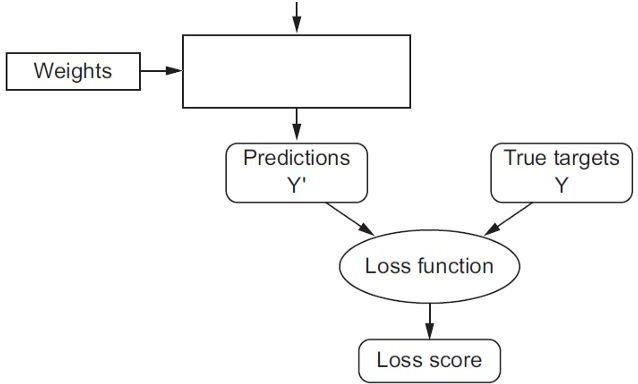 Weights
Predictions
Y'
True targets
Y
Loss function
Loss score